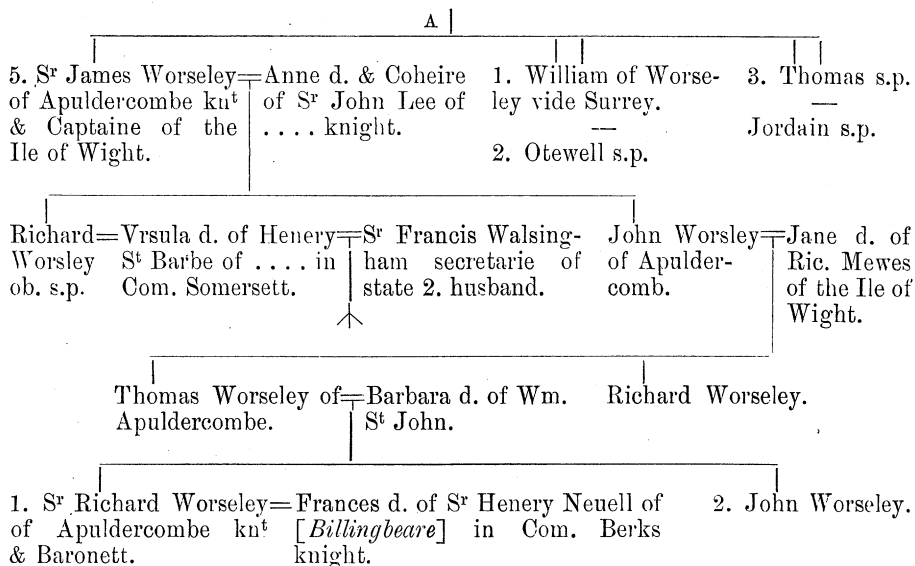 A
5. Sʳ James Worseley
of Apuldercombe knᵗ
& Captaine of the
Ile of Wight.
Anne d. & Coheire
of Sʳ John Lee of
. . . . knight.
1. William of Worse-
ley vide Surrey.
—
2. Otewell s.p.
3. Thomas s.p.
—
Jordain s.p.
Richard
Worsley
ob. s.p.
Vrsula d. of Henery
Sᵗ Barbe of . . . . in
Com. Somersett.
Sʳ Francis Walsing-
ham secretarie of
state 2. husband.
John Worsley
of Apulder-
comb.
Jane d. of
Ric. Mewes
of the Ile of
Wight.
Thomas Worseley of
Apuldercombe.
Barbara d. of Wm.
Sᵗ John.
Richard Worseley.
1. Sʳ Richard Worseley
of Apuldercombe knᵗ
& Baronett.
Frances d. of Sʳ Henery Neuell of
[Billingbeare] in Com. Berks
knight.
2. John Worseley.